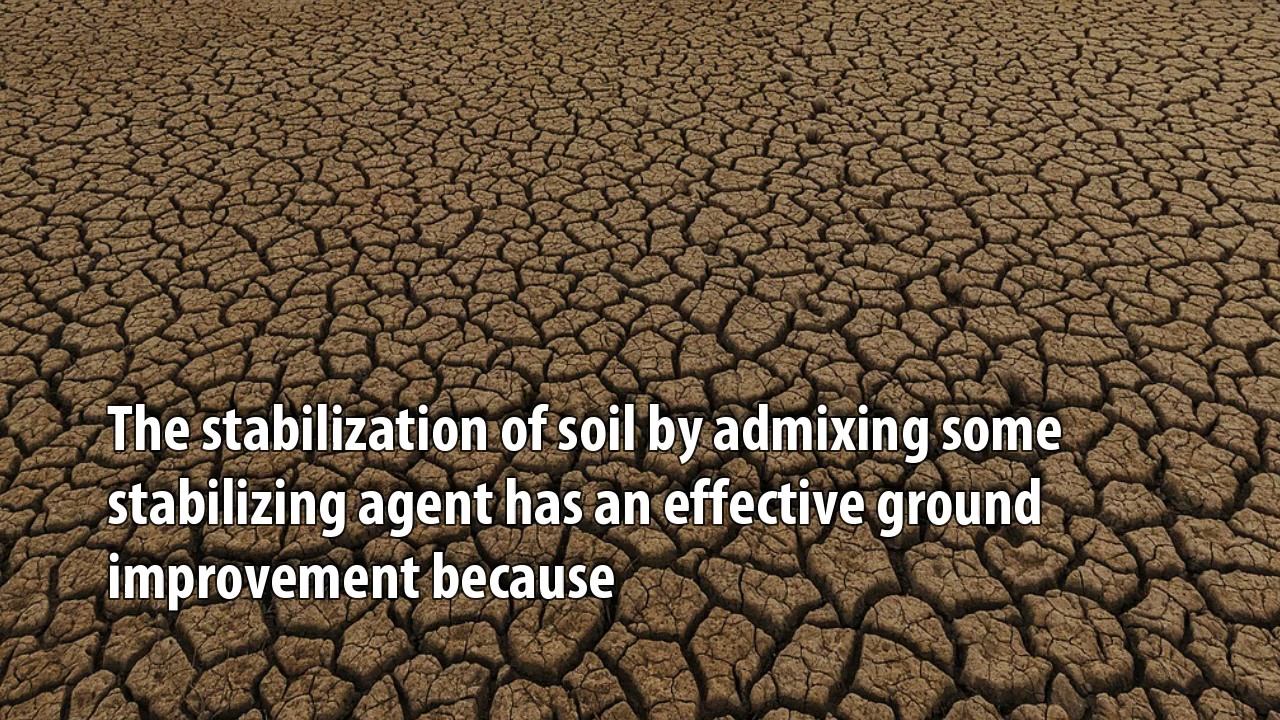 The stabilization of soil by admixing some
stabilizing agent has an effective ground
improvement because